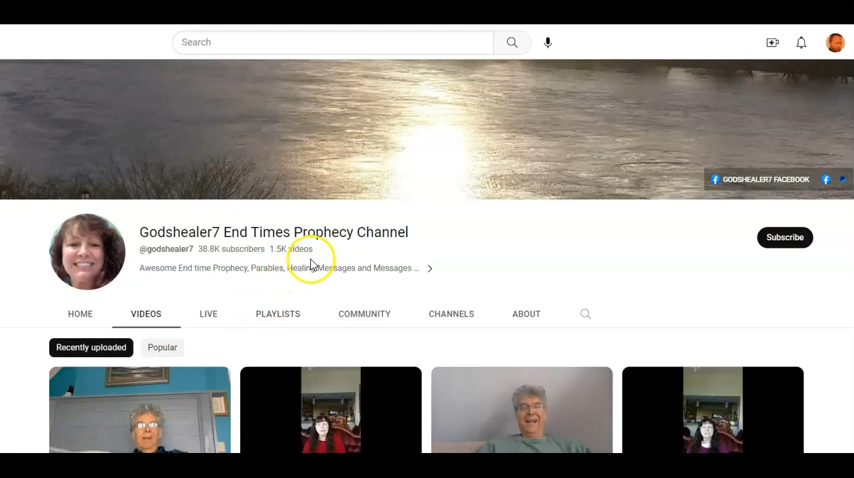 Search
GODSHEALER7 FACEBOOK
Godshealer7 End Times Prophecy Channel
@godshealer7 38.8K subscribers 1.5K videos
Subscribe
Awesome End time Prophecy, Parables, Healing Messages and Messages ...
HOME VIDEOS LIVE PLAYLISTS COMMUNITY CHANNELS ABOUT
Recently uploaded Popular